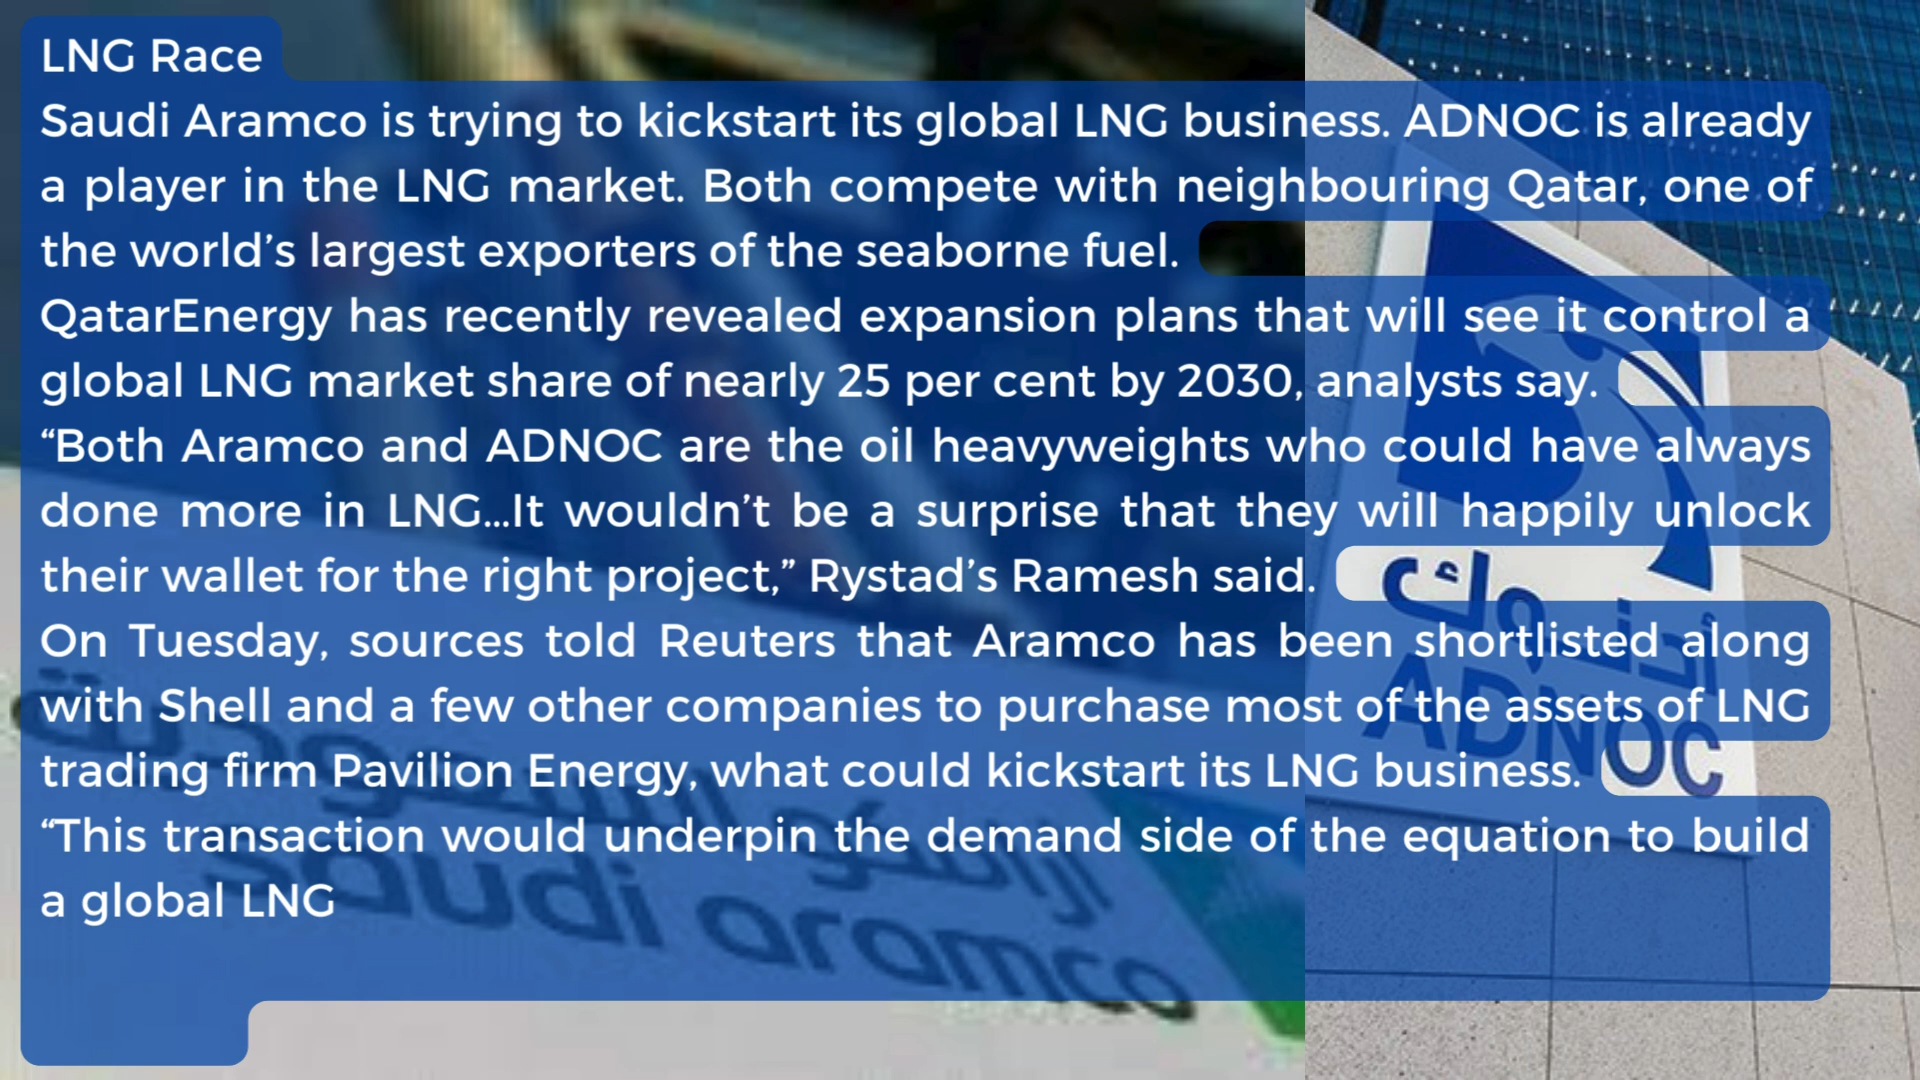 LNG Race
Saudi Aramco is trying to kickstart its global LNG business. ADNOC is already
a player in the LNG market. Both compete with neighbouring Qatar, one of
the world’s largest exporters of the seaborne fuel.
QatarEnergy has recently revealed expansion plans that will see it control a
global LNG market share of nearly 25 per cent by 2030, analysts say.
“Both Aramco and ADNOC are the oil heavyweights who could have always
done more in LNG...It wouldn’t be a surprise that they will happily unlock
their wallet for the right project,” Rystad’s Ramesh said.
On Tuesday, sources told Reuters that Aramco has been shortlisted along
with Shell and a few other companies to purchase most of the assets of LNG
trading firm Pavilion Energy, what could kickstart its LNG business.
“This transaction would underpin the demand side of the equation to build
a global LNG
أدنوك
ADNOC
أرامكو السعودية
saudi aramco